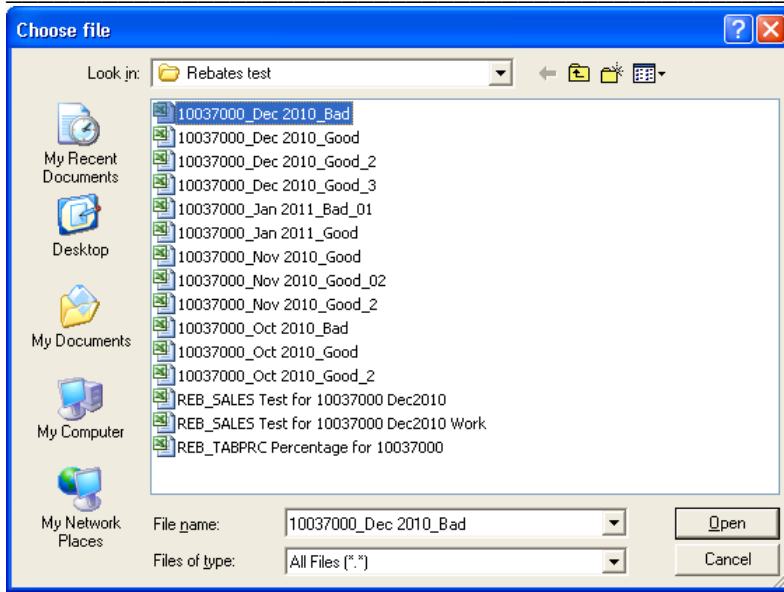 Choose file
Look in:
Rebates test
My Recent
Documents
Desktop
My Documents
My Computer
My Network
Places
10037000_Dec 2010_Bad
10037000_Dec 2010_Good
10037000_Dec 2010_Good_2
10037000_Dec 2010_Good_3
10037000_Jan 2011_Bad_01
10037000_Jan 2011_Good
10037000_Nov 2010_Good
10037000_Nov 2010_Good_02
10037000_Nov 2010_Good_2
10037000_Oct 2010_Bad
10037000_Oct 2010_Good
10037000_Oct 2010_Good_2
REB_SALES Test for 10037000 Dec2010
REB_SALES Test for 10037000 Dec2010 Work
REB_TABPRC Percentage for 10037000
File name:
10037000_Dec 2010_Bad
Open
Files of type:
All Files (*.*)
Cancel